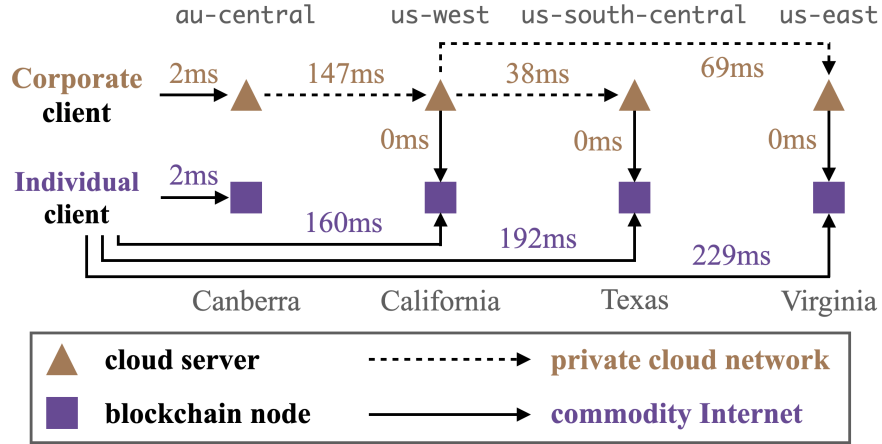 au-central us-west us-south-central us-east
Corporate client
2ms 147ms 38ms 69ms
0ms 0ms 0ms
Individual client
2ms
160ms
192ms
229ms
Canberra California Texas Virginia
cloud server private cloud network
blockchain node commodity Internet